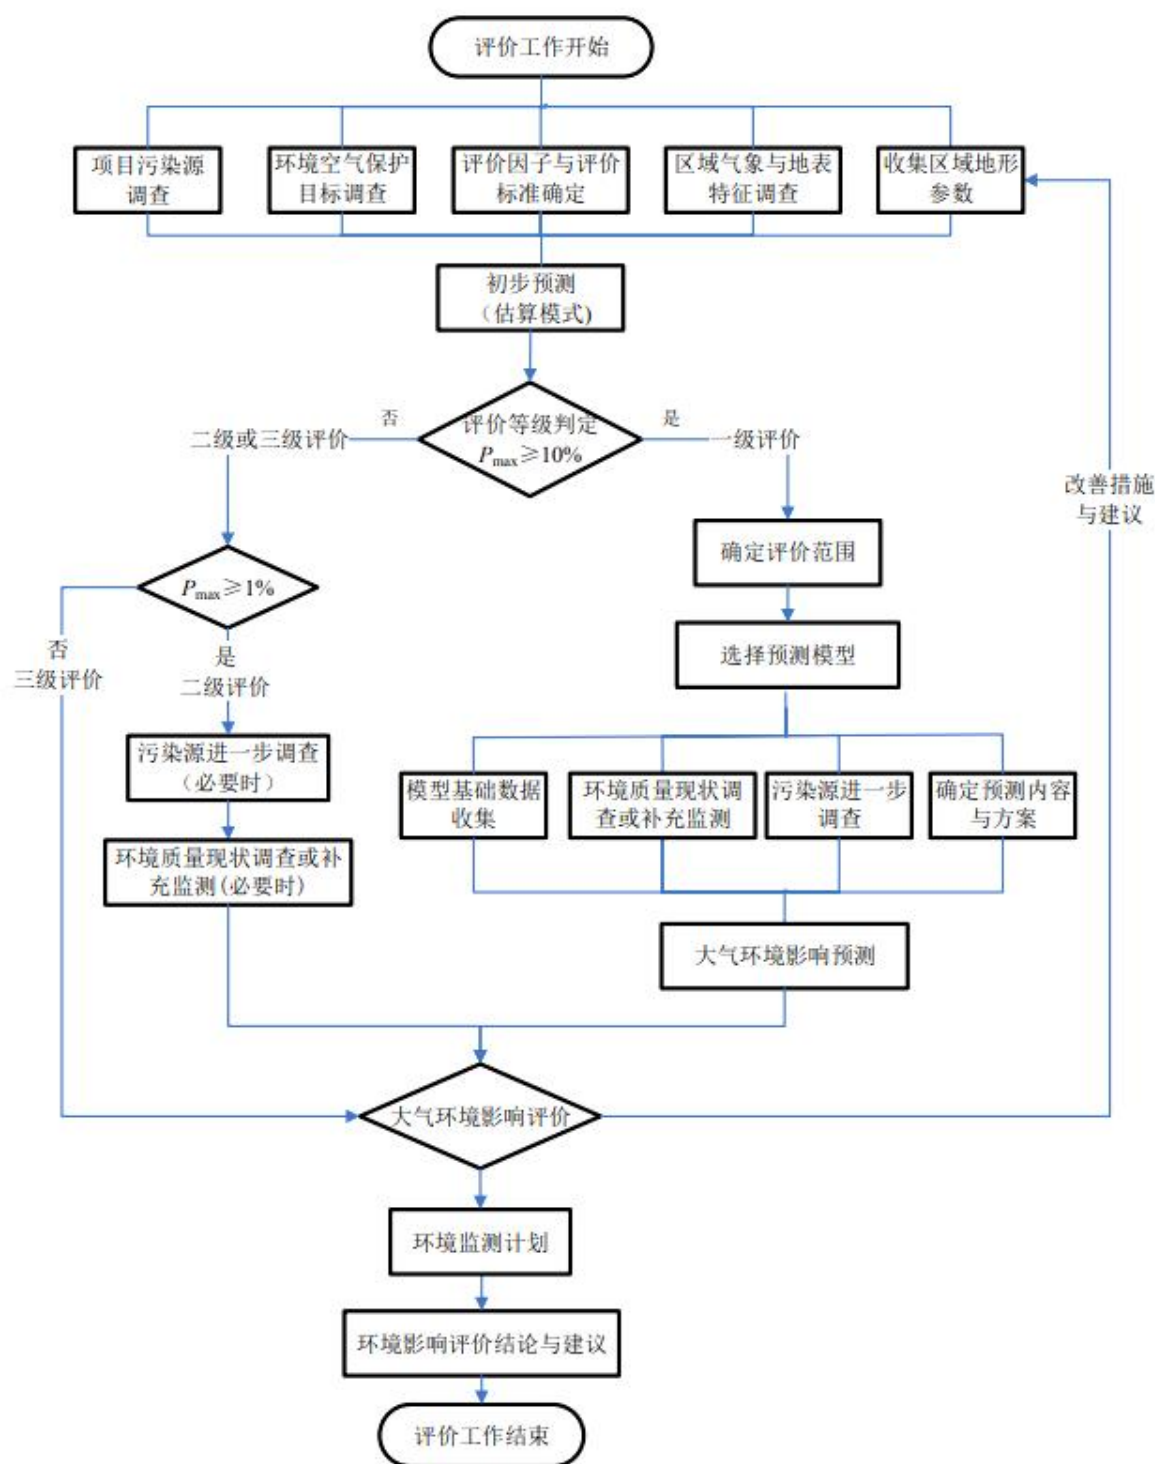 评价工作开始
项目污染源
调查
环境空气保护
目标调查
评价因子与评价
标准确定
区域气象与地表
特征调查
收集区域地形
参数
初步预测
（估算模式)
否
评价等级判定
Pmax≥10%
是
二级或三级评价
一级评价
改善措施
与建议
确定评价范围
Pmax≥1%
否
三级评价
是
二级评价
选择预测模型
污染源进一步调查
（必要时）
模型基础数据
收集
环境质量现状调
查或补充监测
污染源进一步
调查
确定预测内容
与方案
环境质量现状调查或补
充监测(必要时)
大气环境影响预测
大气环境影响评价
环境监测计划
环境影响评价结论与建议
评价工作结束